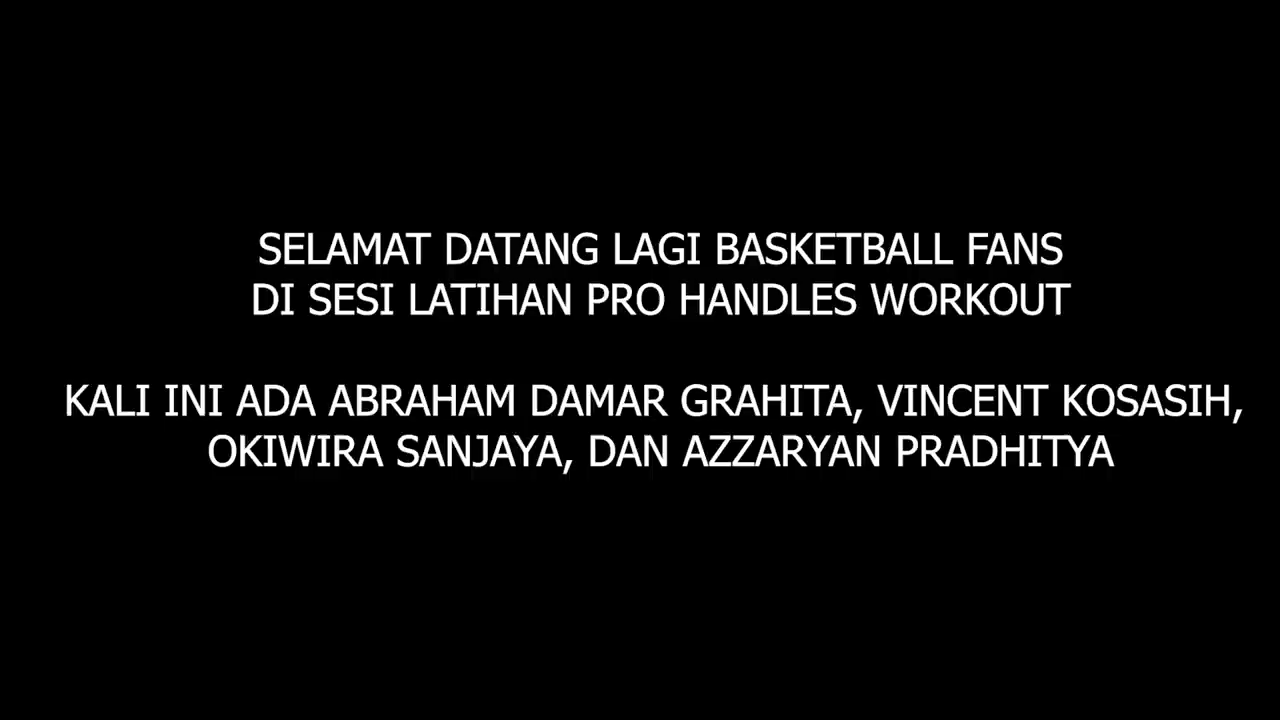 SELAMAT DATANG LAGI BASKETBALL FANS
DI SESI LATIHAN PRO HANDLES WORKOUT
KALI INI ADA ABRAHAM DAMAR GRAHITA, VINCENT KOSASIH,
OKIWIRA SANJAYA, DAN AZZARYAN PRADHITYA